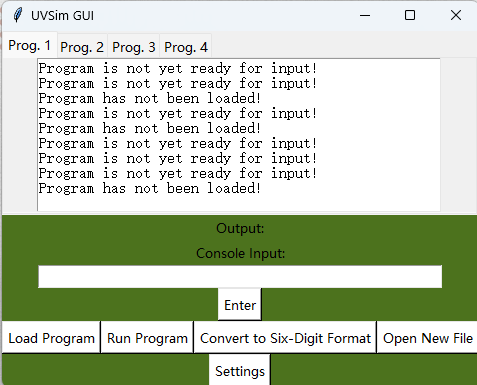 UVSim GUI
Prog. 1 Prog. 2 Prog. 3 Prog. 4
Program is not yet ready for input!
Program is not yet ready for input!
Program has not been loaded!
Program is not yet ready for input!
Program has not been loaded!
Program is not yet ready for input!
Program is not yet ready for input!
Program is not yet ready for input!
Program has not been loaded!
Output:
Console Input:
Enter
Load Program Run Program Convert to Six-Digit Format Open New File
Settings